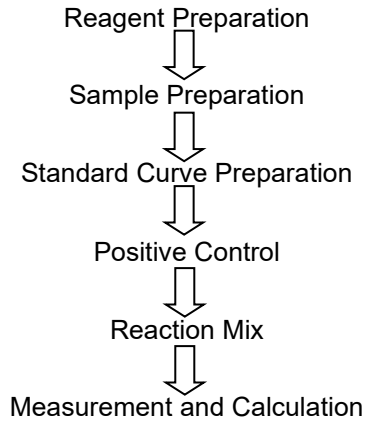 Reagent Preparation
Sample Preparation
Standard Curve Preparation
Positive Control
Reaction Mix
Measurement and Calculation